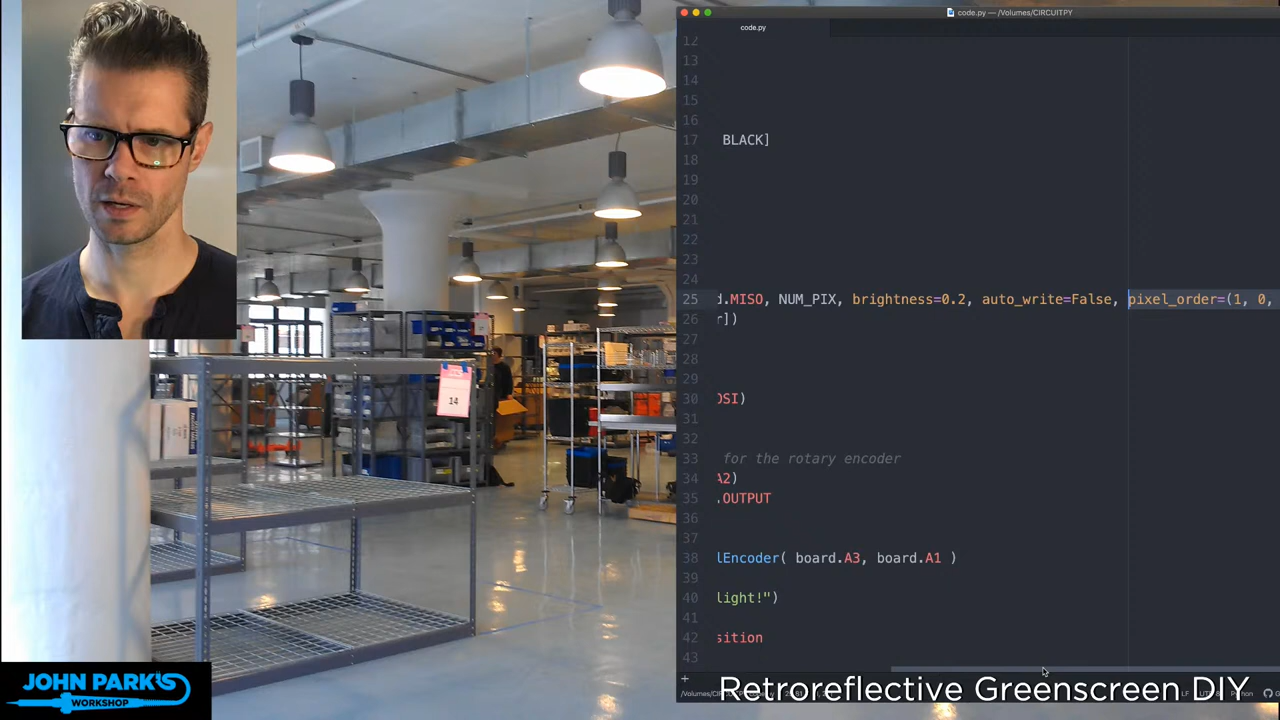 code.py — /Volumes/CIRCUITPY
code.py
12
13
14
15
16
17 BLACK]
18
19
20
21
22
23
24
25 d.MISO, NUM_PIX, brightness=0.2, auto_write=False, pixel_order=(1, 0,
26 r])
27
28
29
30 OSI)
31
32
33 for the rotary encoder
34 A2)
35 .OUTPUT
36
37
38 lEncoder( board.A3, board.A1 )
39
40 light!")
41
42 sition
43
14
JOHN PARK'S
WORKSHOP
Retroreflective Greenscreen DIY